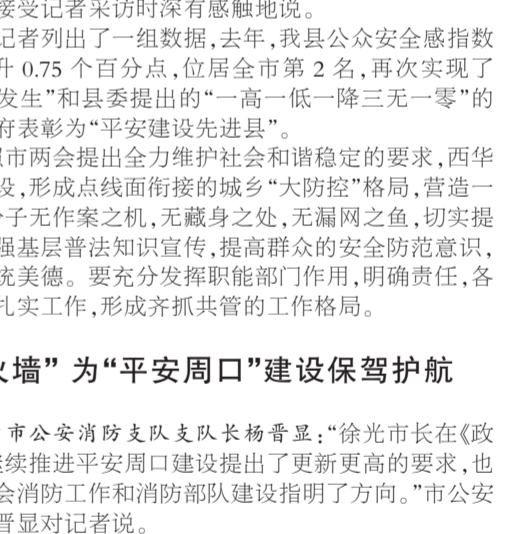 接受记者采访时深有感触地说。
记者列出了一组数据,去年,我县公众安全感指数
升 0.75 个百分点,位居全市第 2 名,再次实现了
发生”和县委提出的“一高一低一降三无一零”的
府表彰为“平安建设先进县”。
照市两会提出全力维护社会和谐稳定的要求,西华
设,形成点线面衔接的城乡“大防控”格局,营造一
分子无作案之机,无藏身之处,无漏网之鱼,切实提
强基层普法知识宣传,提高群众的安全防范意识,
统美德。要充分发挥职能部门作用,明确责任,各
扎实工作,形成齐抓共管的工作格局。
火墙” 为“平安周口”建设保驾护航
市公安消防支队支队长杨晋显:“徐光市长在《政
继续推进平安周口建设提出了更新更高的要求,也
会消防工作和消防部队建设指明了方向。”市公安
晋显对记者说。